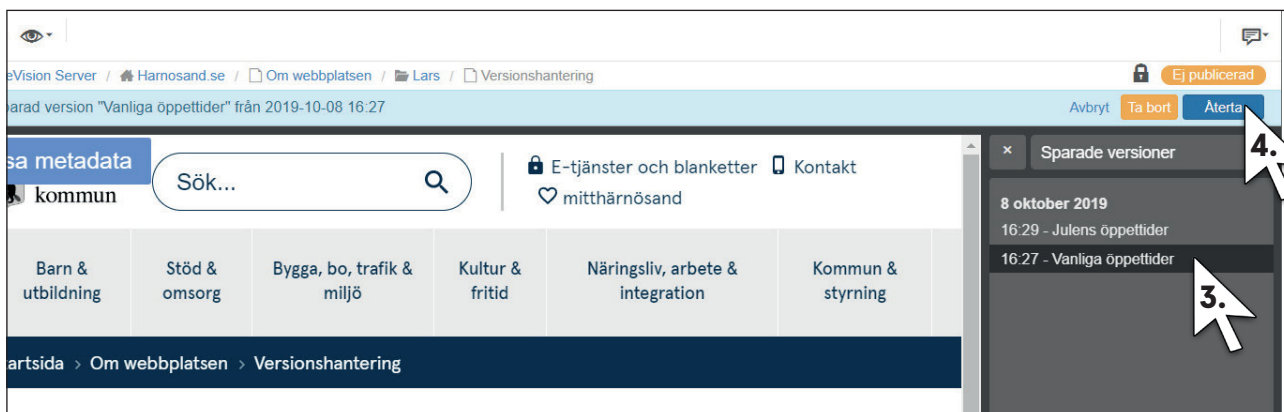 eVision Server / Harnosand.se / Om webbplatsen / Lars / Versionshantering
Ej publicerad
parad version "Vanliga öppettider" från 2019-10-08 16:27
Avbryt Ta bort Återta
sa metadata
kommun
Sök...
E-tjänster och blanketter Kontakt
mitthärnösand
× Sparade versioner
4.
8 oktober 2019
16:29 - Julens öppettider
16:27 - Vanliga öppettider
3.
Barn &
utbildning
Stöd &
omsorg
Bygga, bo, trafik &
miljö
Kultur &
fritid
Näringsliv, arbete &
integration
Kommun &
styrning
artsida > Om webbplatsen > Versionshantering